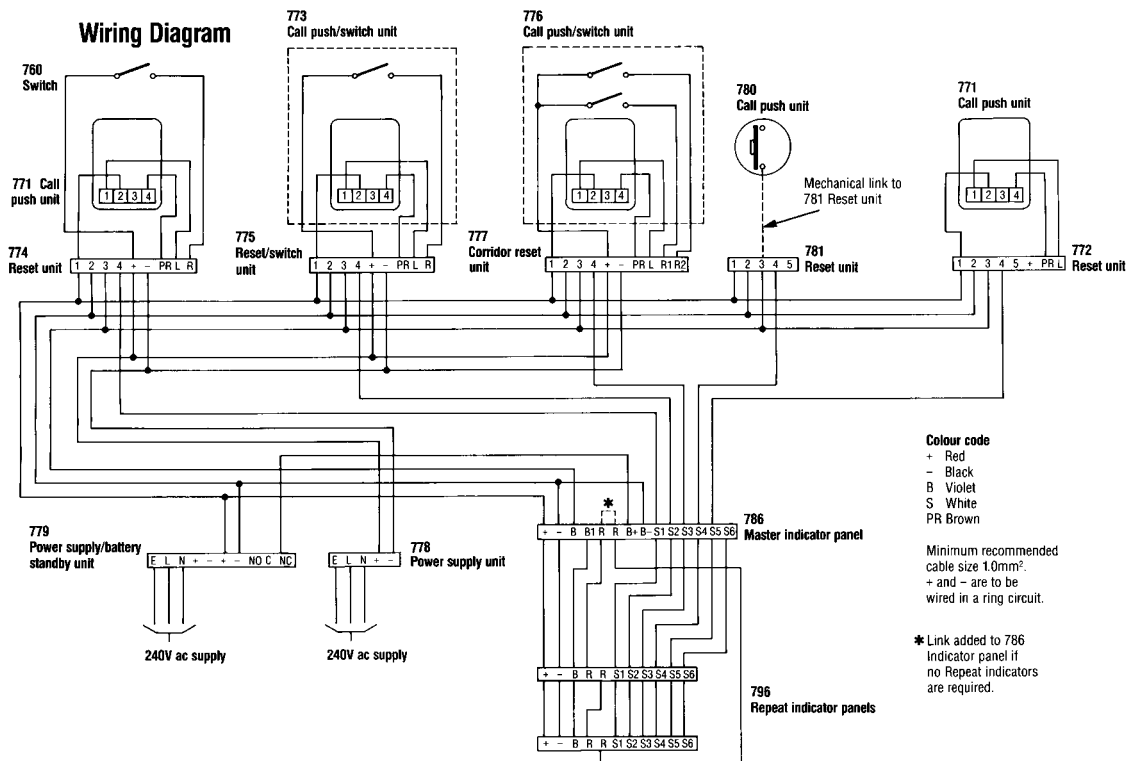 Wiring Diagram
760
Switch
773
Call push/switch unit
776
Call push/switch unit
780
Call push unit
771
Call push unit
771 Call
push unit
1 2 3 4
1 2 3 4
1 2 3 4
1 2 3 4
Mechanical link to
781 Reset unit
774
Reset unit
1 2 3 4 + − PR L R
775
Reset/switch
unit
1 2 3 4 + − PR L R
777
Corridor reset
unit
1 2 3 4 + − PR L R1 R2
1 2 3 4 5
781
Reset unit
1 2 3 4 5 + PR L
772
Reset unit
Colour code
+ Red
− Black
B Violet
S White
PR Brown
Minimum recommended
cable size 1.0mm².
+ and − are to be
wired in a ring circuit.
✱ Link added to 786
Indicator panel if
no Repeat indicators
are required.
779
Power supply/battery
standby unit
E L N + − + − NO C NC
240V ac supply
E L N + −
778
Power supply unit
240V ac supply
✱
+ − B B1 R R B+ B− S1 S2 S3 S4 S5 S6
786
Master indicator panel
+ − B R R S1 S2 S3 S4 S5 S6
796
Repeat indicator panels
+ − B R R S1 S2 S3 S4 S5 S6